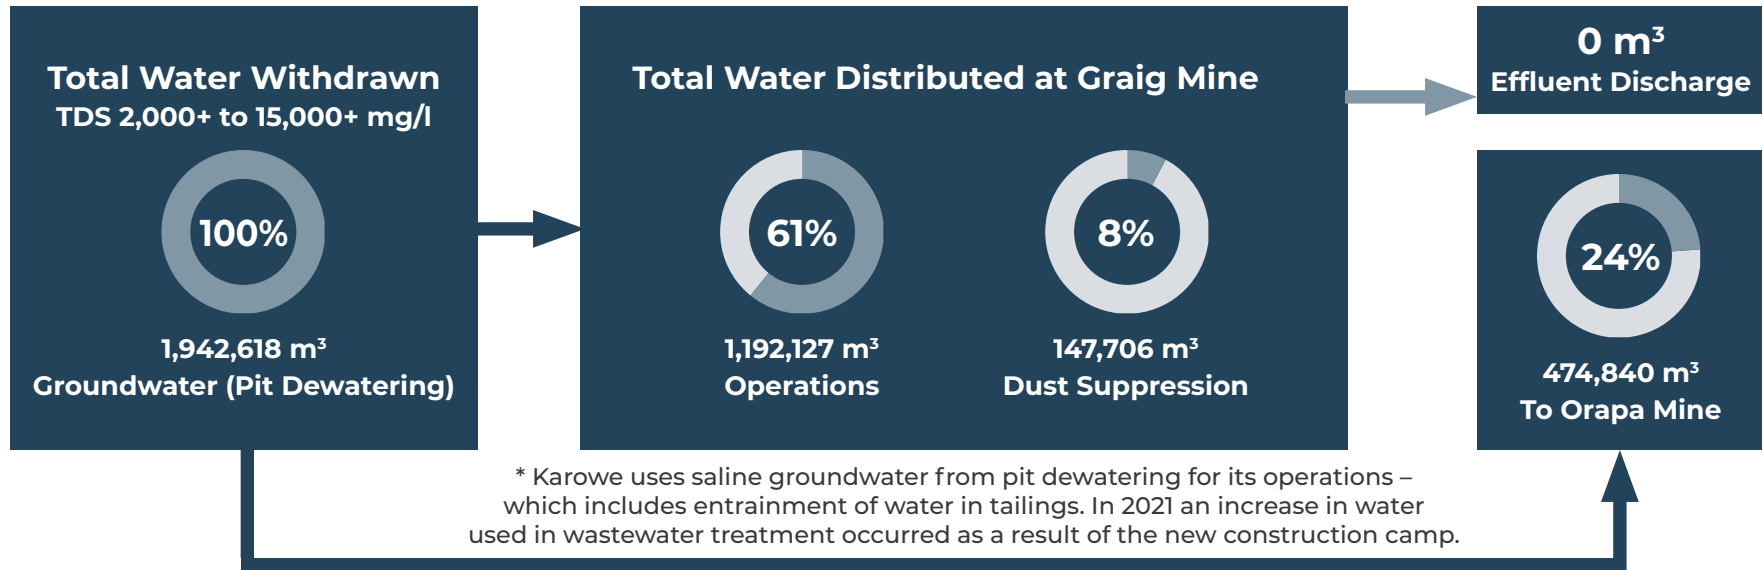 Total Water Withdrawn
TDS 2,000+ to 15,000+ mg/l
100%
1,942,618 m³
Groundwater (Pit Dewatering)
Total Water Distributed at Graig Mine
61%
1,192,127 m³
Operations
8%
147,706 m³
Dust Suppression
0 m³
Effluent Discharge
24%
474,840 m³
To Orapa Mine
* Karowe uses saline groundwater from pit dewatering for its operations –
which includes entrainment of water in tailings. In 2021 an increase in water
used in wastewater treatment occurred as a result of the new construction camp.